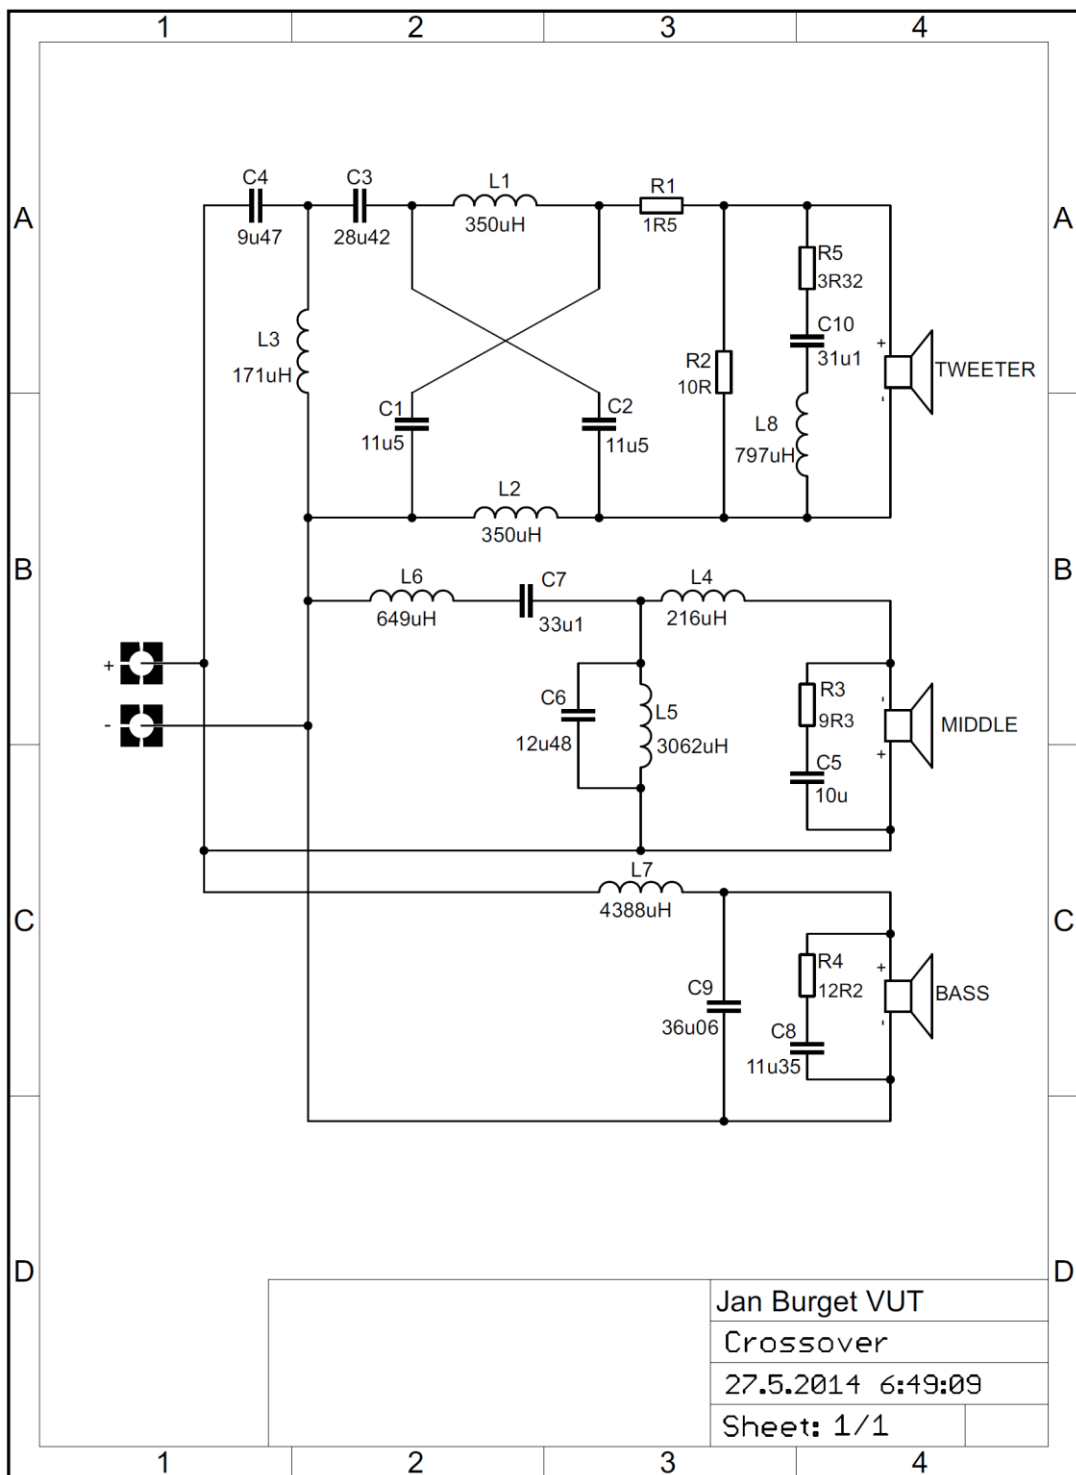 1 2 3 4
A A
C4 C3 L1 R1
9u47 28u42 350uH 1R5
R5
3R32
L3
171uH
C10
31u1
R2
10R
+
TWEETER
-
C1 C2
11u5 11u5
L8
797uH
L2
350uH
B B
L6 C7 L4
649uH 33u1 216uH
+
-
C6
12u48
L5
3062uH
R3
9R3
-
MIDDLE
+
C5
10u
L7
4388uH
C C
C9
36u06
R4
12R2
+
BASS
-
C8
11u35
D D
Jan Burget VUT
Crossover
27.5.2014 6:49:09
Sheet: 1/1
1 2 3 4